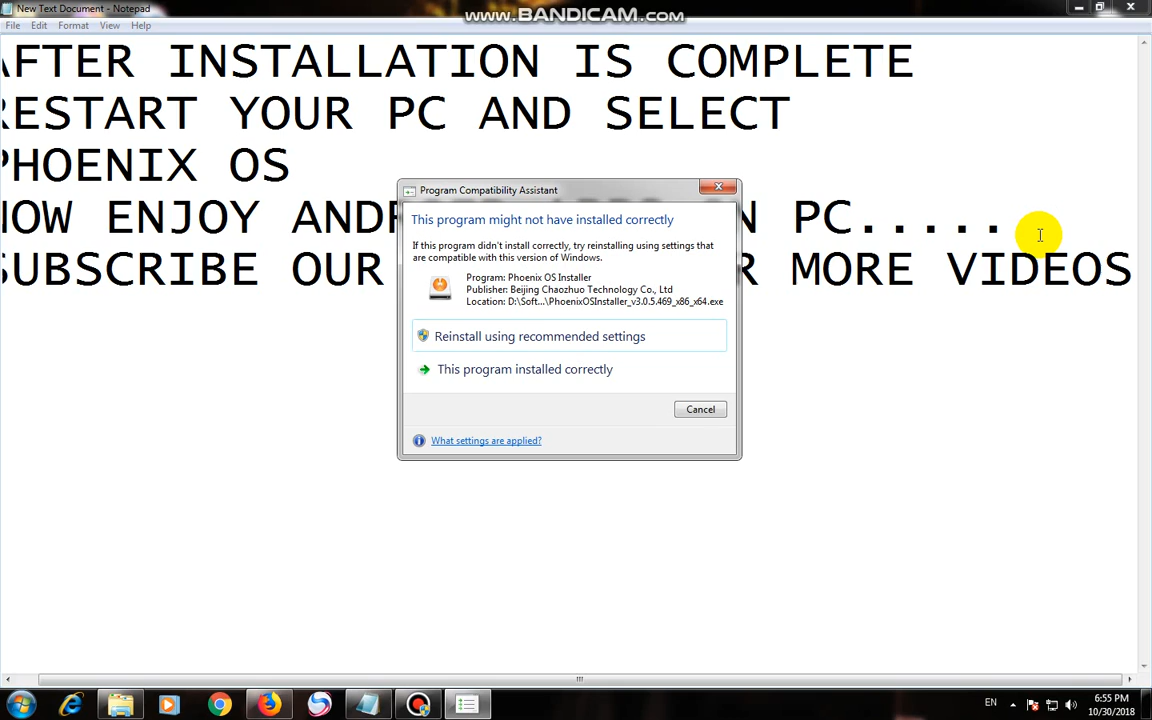 New Text Document - Notepad
www.BANDICAM.com
File Edit Format View Help
AFTER INSTALLATION IS COMPLETE
RESTART YOUR PC AND SELECT
PHOENIX OS
NOW ENJOY PC.....
SUBSCRIBE OUR MORE VIDEOS
Program Compatibility Assistant
This program might not have installed correctly
If this program didn't install correctly, try reinstalling using settings that
are compatible with this version of Windows.
Program: Phoenix OS Installer
Publisher: Beijing Chaozhuo Technology Co., Ltd
Location: D:\Soft...\PhoenixOSInstaller_v3.0.5.469_x86_x64.exe
Reinstall using recommended settings
This program installed correctly
Cancel
What settings are applied?
EN
6:55 PM
10/30/2018